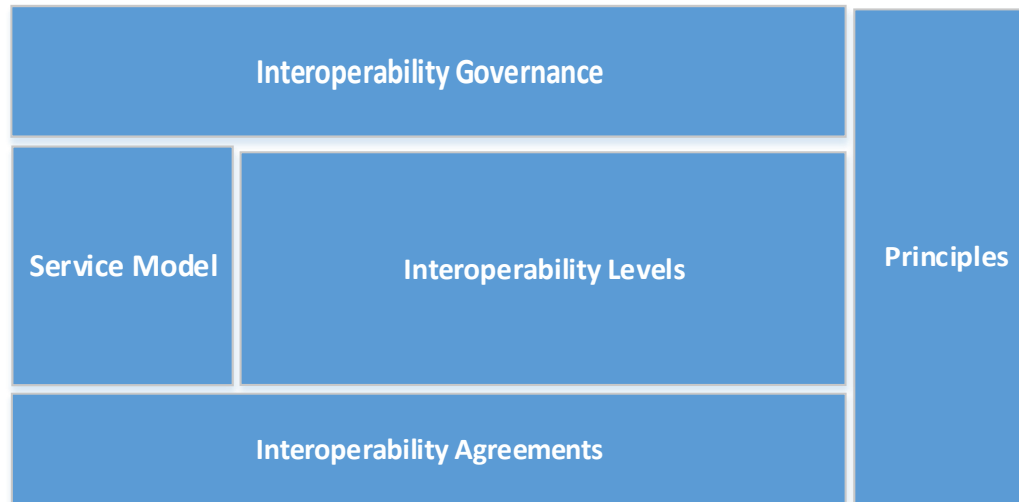 Interoperability Governance
Service Model
Interoperability Levels
Principles
Interoperability Agreements